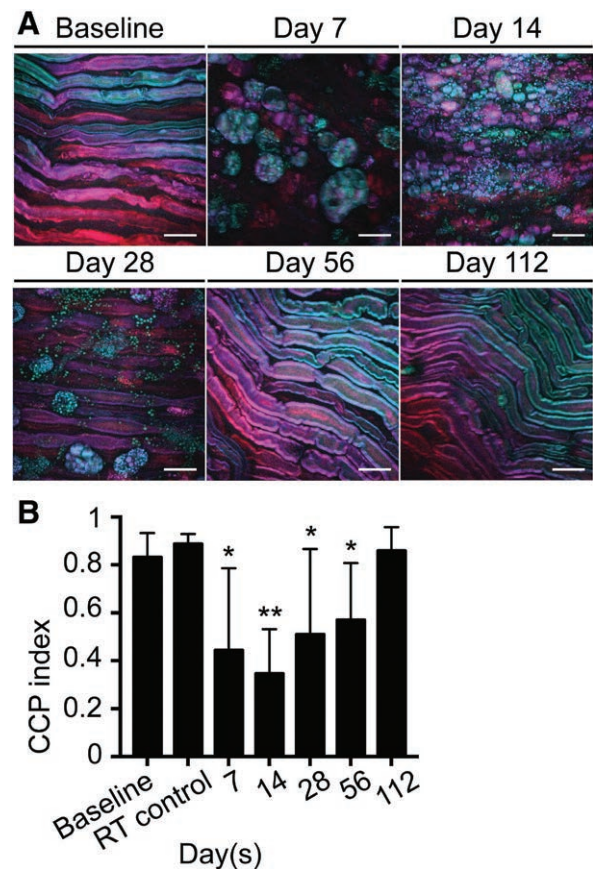 A
Baseline Day 7 Day 14
Day 28 Day 56 Day 112
B
1
0.8
0.6
0.4
0.2
0
CCP index
* ** * *
Baseline RT control 7 14 28 56 112
Day(s)